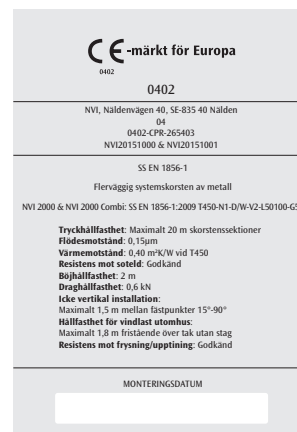 CE-märkt för Europa
0402
0402
NVI, Näldenvägen 40, SE-835 40 Nälden
04
0402-CPR-265403
NVI20151000 & NVI20151001
SS EN 1856-1
Flerväggig systemskorsten av metall
NVI 2000 & NVI 2000 Combi: SS EN 1856-1:2009 T450-N1-D/W-V2-L50100-G5
Tryckhållfasthet: Maximalt 20 m skorstenssektioner
Flödesmotstånd: 0,15µm
Värmemotstånd: 0,40 m²K/W vid T450
Resistens mot soteld: Godkänd
Böjhållfasthet: 2 m
Draghållfasthet: 0,6 kN
Icke vertikal installation:
Maximalt 1,5 m mellan fästpunkter 15°-90°
Hållfasthet för vindlast utomhus:
Maximalt 1,8 m fristående över tak utan stag
Resistens mot frysning/upptining: Godkänd
MONTERINGSDATUM